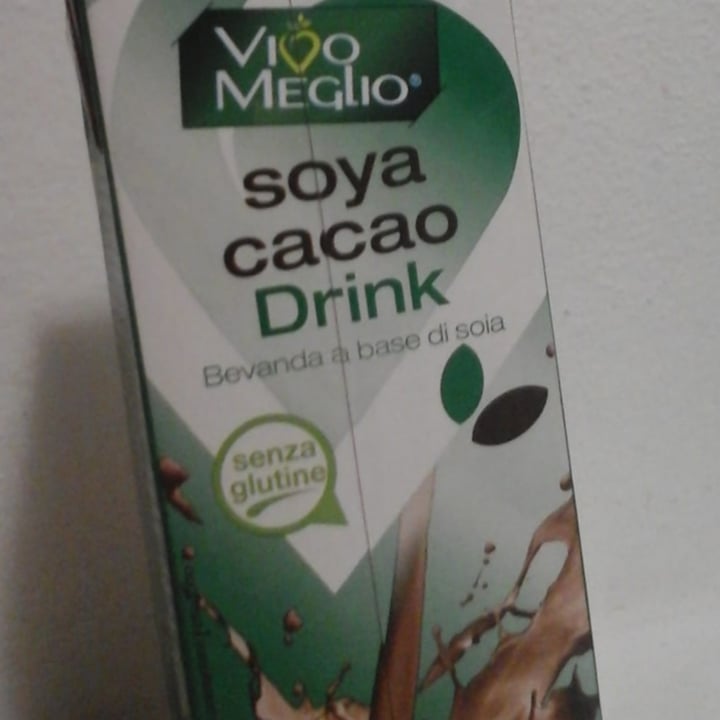 Vivo
Meglio
soya
cacao
Drink
Bevanda a base di soia
senza
glutine